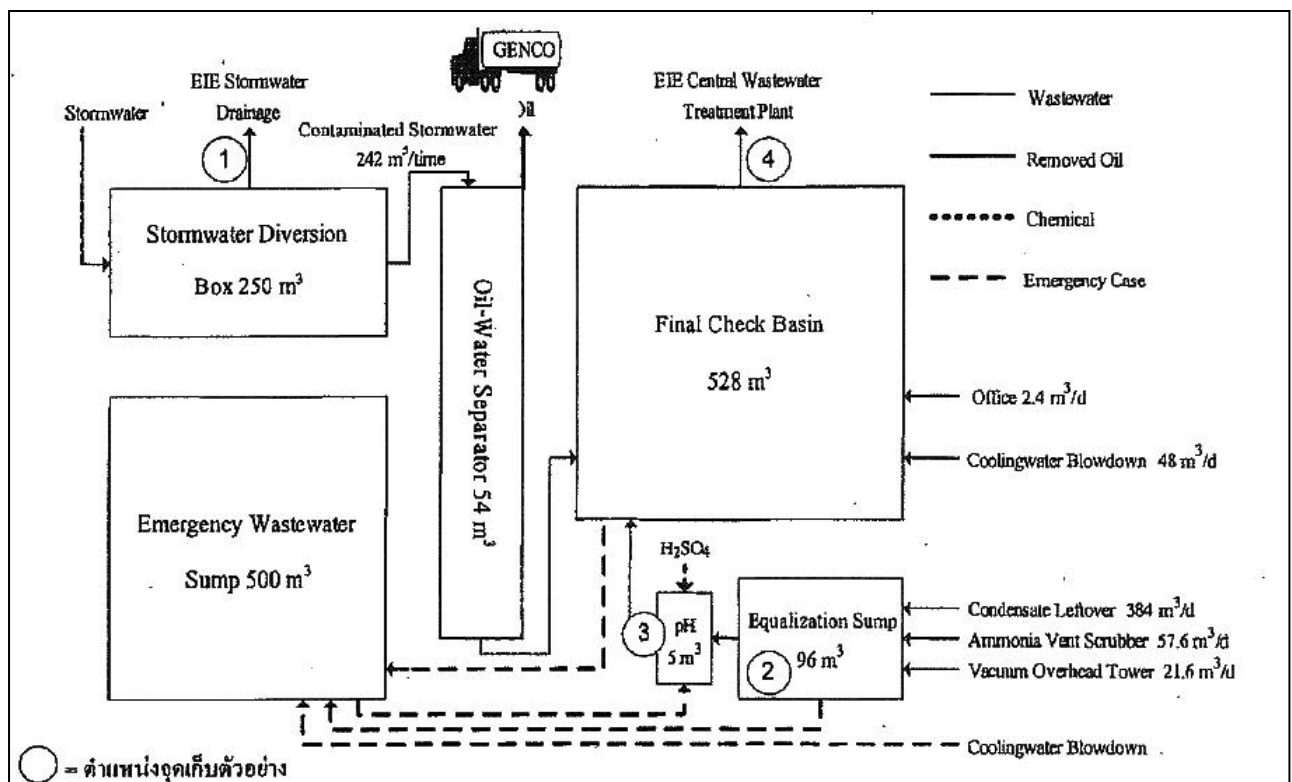 GENCO
EIE Stormwater
Drainage
Stormwater
Contaminated Stormwater
242 m³/time
Oil
EIE Central Wastewater
Treatment Plant
1
4
Wastewater
Removed Oil
Chemical
Emergency Case
Stormwater Diversion
Box 250 m³
Oil-Water Separator 54 m³
Final Check Basin
528 m³
Office 2.4 m³/d
Coolingwater Blowdown 48 m³/d
Emergency Wastewater
Sump 500 m³
H₂SO₄
3
pH
5 m³
Equalization Sump
2
96 m³
Condensate Leftover 384 m³/d
Ammonia Vent Scrubber 57.6 m³/d
Vacuum Overhead Tower 21.6 m³/d
Coolingwater Blowdown
= ตำแหน่งจุดเก็บตัวอย่าง